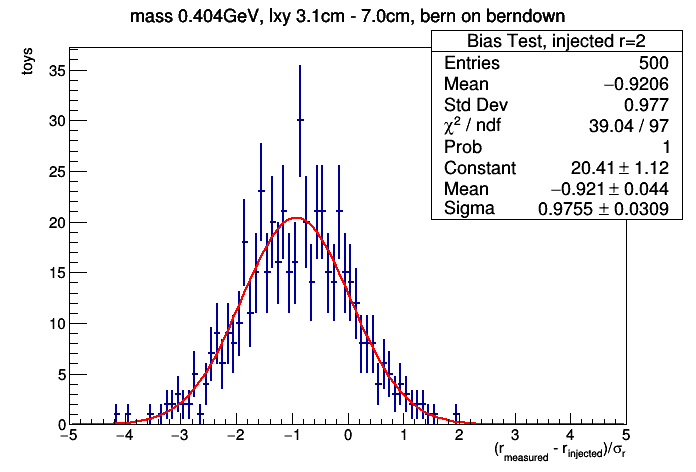 mass 0.404GeV, lxy 3.1cm - 7.0cm, bern on berndown
Bias Test, injected r=2
Entries 500
Mean −0.9206
Std Dev 0.977
χ² / ndf 39.04 / 97
Prob 1
Constant 20.41 ± 1.12
Mean −0.921 ± 0.044
Sigma 0.9755 ± 0.0309
toys
35
30
25
20
15
10
5
0
−5 −4 −3 −2 −1 0 1 2 3 4 5
(r_measured - r_injected)/σ_r